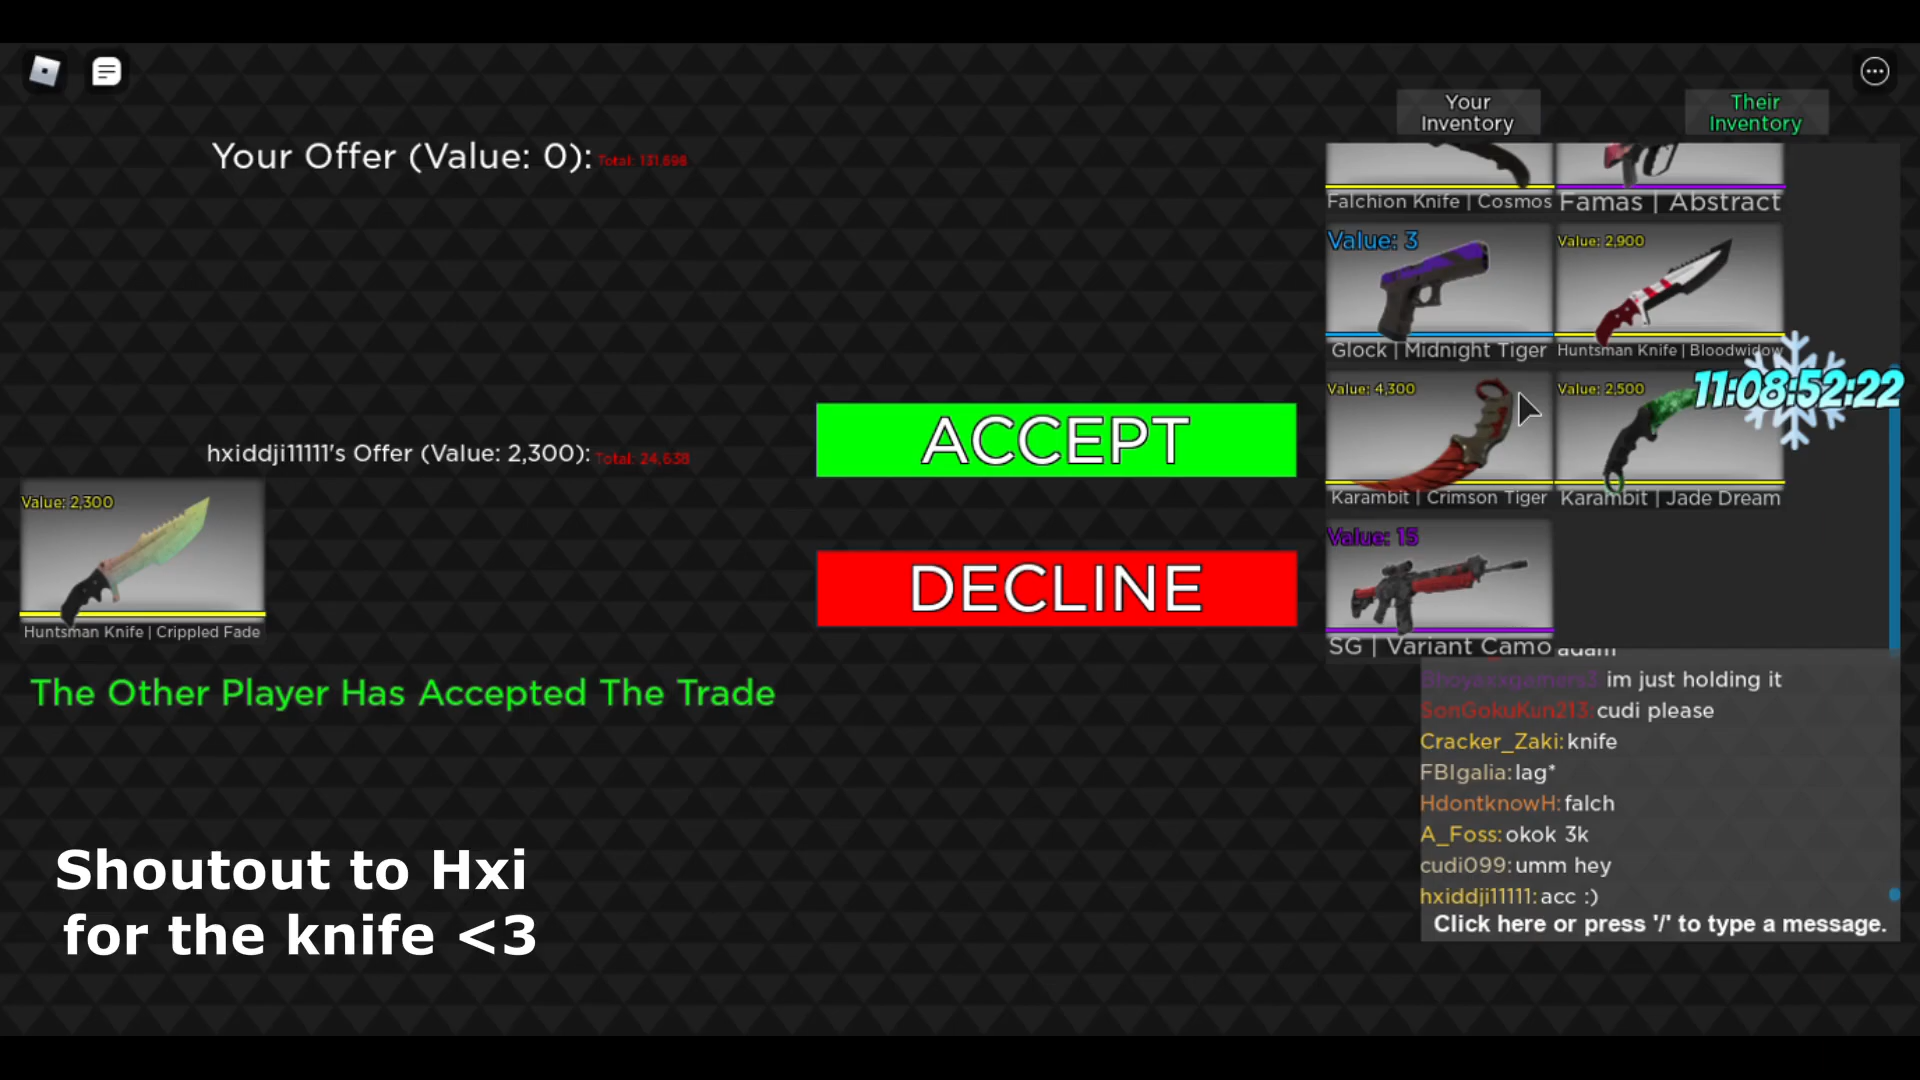 Your
Inventory
Their
Inventory
Your Offer (Value: 0): Total: 131,698
Falchion Knife | Cosmos
Famas | Abstract
Value: 3
Value: 2,900
Glock | Midnight Tiger
Huntsman Knife | Bloodwidow
Value: 4,300
Value: 2,500
11:08:52:22
ACCEPT
hxiddji11111's Offer (Value: 2,300): Total: 24,638
Karambit | Crimson Tiger
Karambit | Jade Dream
Value: 2,300
Value: 15
DECLINE
Huntsman Knife | Crippled Fade
SG | Variant Camo
adam
The Other Player Has Accepted The Trade
im just holding it
SonGokuKun213: cudi please
Cracker_Zaki: knife
FBIgalia: lag*
HdontknowH: falch
A_Foss: okok 3k
cudi099: umm hey
hxiddji11111: acc :)
Click here or press '/' to type a message.
Shoutout to Hxi
for the knife <3